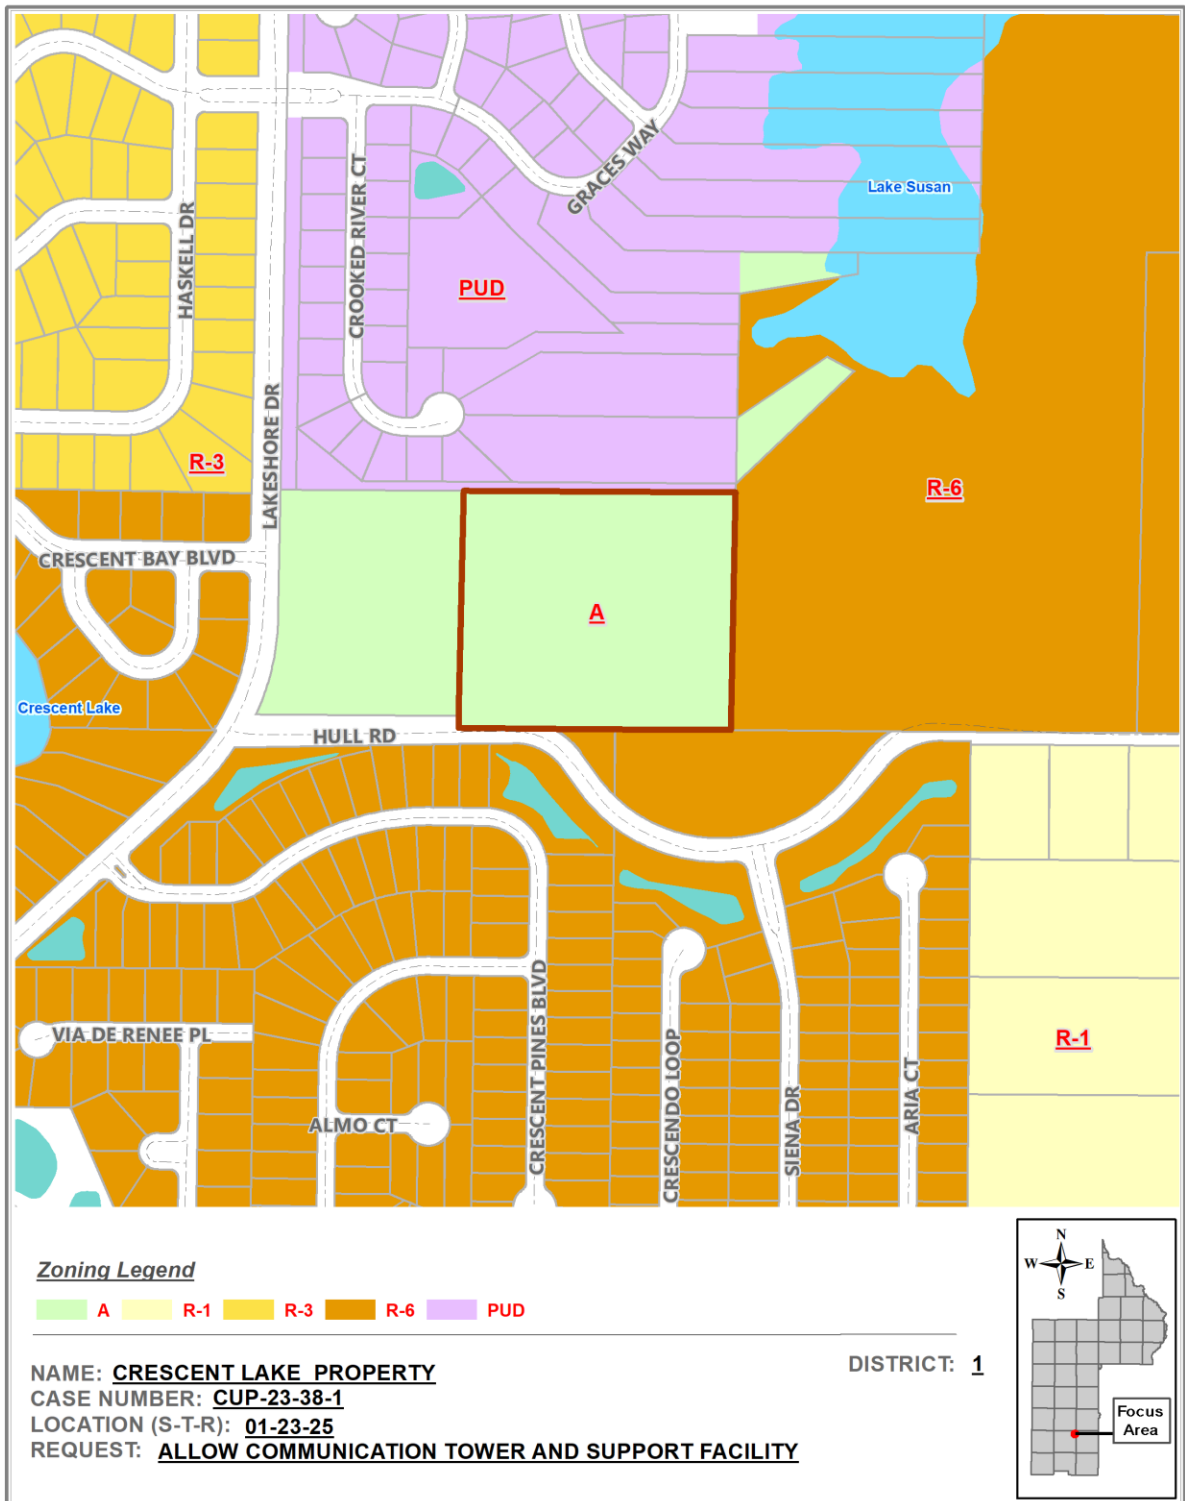 GRACES WAY
Lake Susan
CROOKED RIVER CT
HASKELL DR
PUD
LAKESHORE DR
R-3
R-6
CRESCENT BAY BLVD
A
Crescent Lake
HULL RD
CRESCENT PINES BLVD
VIA DE RENEE PL
R-1
CRESCENDO LOOP
SIENA DR
ARIA CT
ALMO CT
Zoning Legend
A R-1 R-3 R-6 PUD
NAME: CRESCENT LAKE PROPERTY
CASE NUMBER: CUP-23-38-1
LOCATION (S-T-R): 01-23-25
REQUEST: ALLOW COMMUNICATION TOWER AND SUPPORT FACILITY
DISTRICT: 1
N
W E
S
Focus
Area